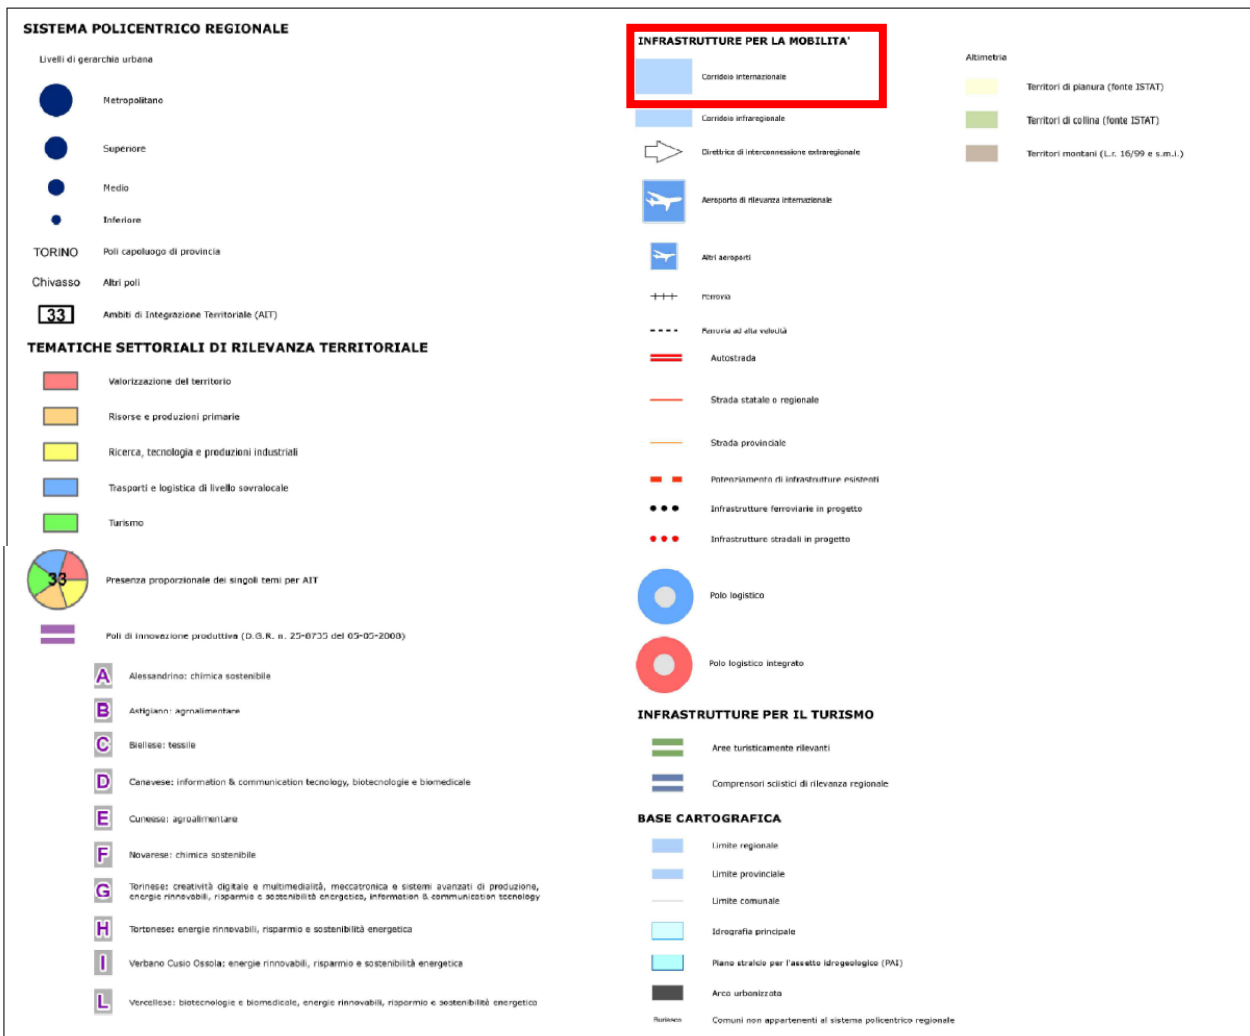 SISTEMA POLICENTRICO REGIONALE
Livelli di gerarchia urbana
Metropolitano
Superiore
Medio
Inferiore
TORINO Poli capoluogo di provincia
Chivasso Altri poli
33 Ambiti di Integrazione Territoriale (AIT)
TEMATICHE SETTORIALI DI RILEVANZA TERRITORIALE
Valorizzazione del territorio
Risorse e produzioni primarie
Ricerca, tecnologia e produzioni industriali
Trasporti e logistica di livello sovralocale
Turismo
33 Presenza proporzionale dei singoli temi per AIT
Poli di innovazione produttiva (D.G.R. n. 25-8735 del 05-05-2008)
A Alessandrino: chimica sostenibile
B Astigiano: agroalimentare
C Biellese: tessile
D Canavese: information & communication tecnology, biotecnologie e biomedicale
E Cuneese: agroalimentare
F Novarese: chimica sostenibile
G Torinese: creatività digitale e multimedialità, meccatronica e sistemi avanzati di produzione,
energie rinnovabili, risparmio e sostenibilità energetica, information & communication tecnology
H Tortonese: energie rinnovabili, risparmio e sostenibilità energetica
I Verbano Cusio Ossola: energie rinnovabili, risparmio e sostenibilità energetica
L Vercellese: biotecnologie e biomedicale, energie rinnovabili, risparmio e sostenibilità energetica
INFRASTRUTTURE PER LA MOBILITA'
Corridoio internazionale
Corridoio infraregionale
Direttrice di interconnessione extraregionale
Aeroporto di rilevanza internazionale
Altri aeroporti
Ferrovia
Ferrovia ad alta velocità
Autostrada
Strada statale o regionale
Strada provinciale
Potenziamento di infrastrutture esistenti
Infrastrutture ferroviarie in progetto
Infrastrutture stradali in progetto
Polo logistico
Polo logistico integrato
INFRASTRUTTURE PER IL TURISMO
Aree turisticamente rilevanti
Comprensori sciistici di rilevanza regionale
BASE CARTOGRAFICA
Limite regionale
Limite provinciale
Limite comunale
Idrografia principale
Piano stralcio per l'assetto idrogeologico (PAI)
Area urbanizzata
Comuni non appartenenti al sistema policentrico regionale
Altimetria
Territori di pianura (fonte ISTAT)
Territori di collina (fonte ISTAT)
Territori montani (L.r. 16/99 e s.m.i.)